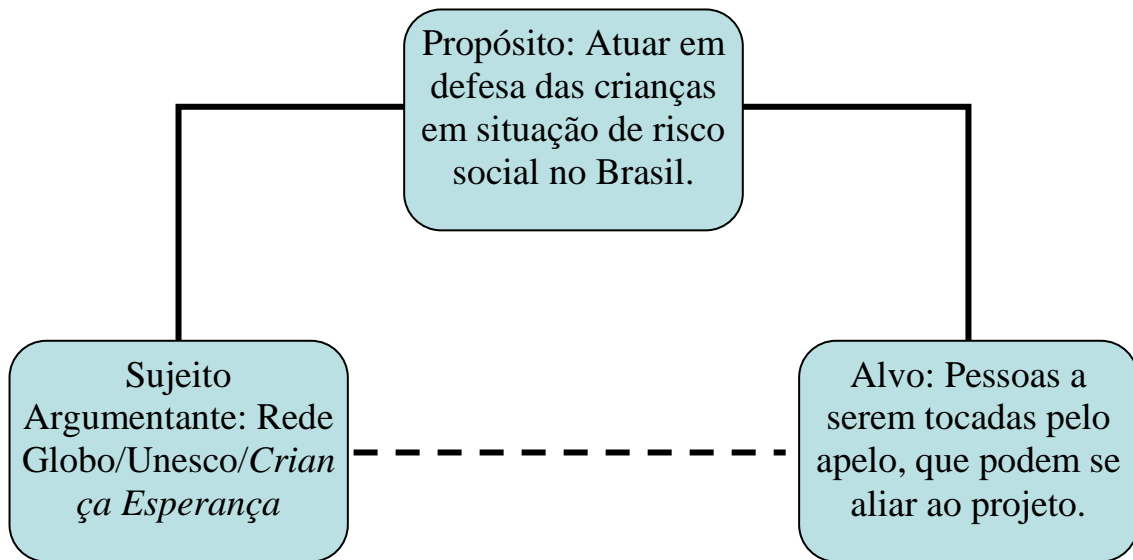 Propósito: Atuar em
defesa das crianças
em situação de risco
social no Brasil.
Sujeito
Argumentante: Rede
Globo/Unesco/Crian
ça Esperança
Alvo: Pessoas a
serem tocadas pelo
apelo, que podem se
aliar ao projeto.